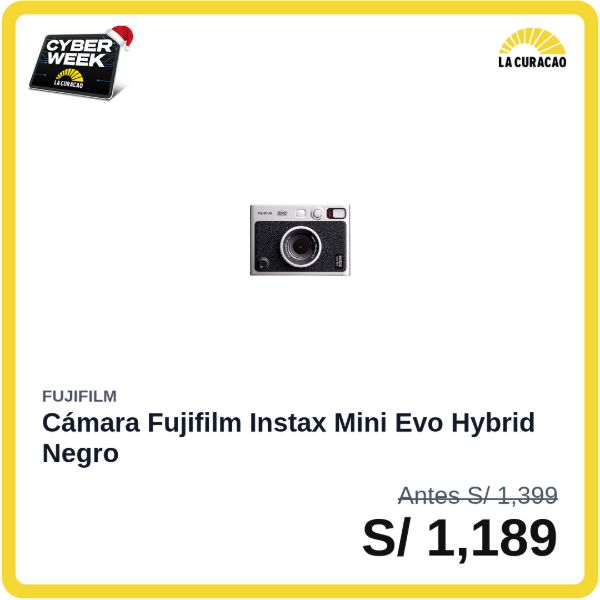 CYBER
WEEK
LA CURACAO
LA CURACAO
FUJIFILM
FUJIFILM
Cámara Fujifilm Instax Mini Evo Hybrid
Negro
Antes S/ 1,399
S/ 1,189